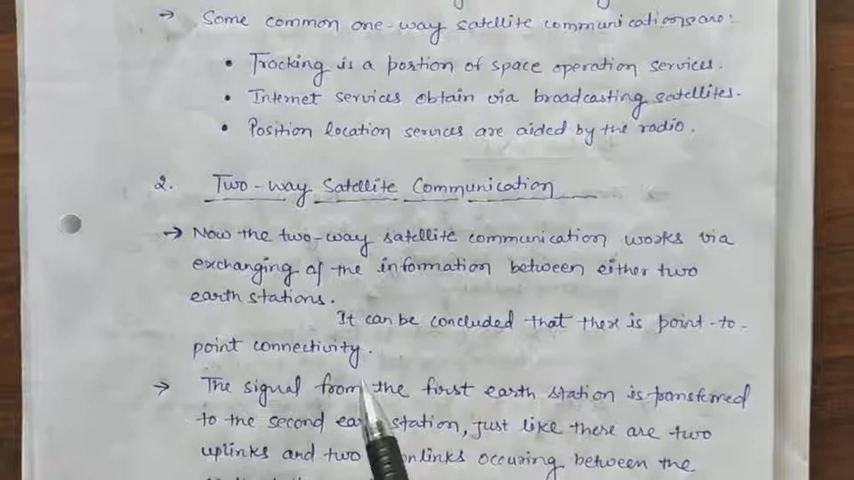 → Some common one-way satellite communications are:
• Tracking is a portion of space operation services.
• Internet services obtain via broadcasting satellites.
• Position location services are aided by the radio.
2. Two-way Satellite Communication
→ Now the two-way satellite communication works via
exchanging of the information between either two
earth stations.
It can be concluded that ther is point-to-
point connectivity.
→ The signal from the first earth station is transferred
to the second station, just like there are two
uplinks and two occuring between the